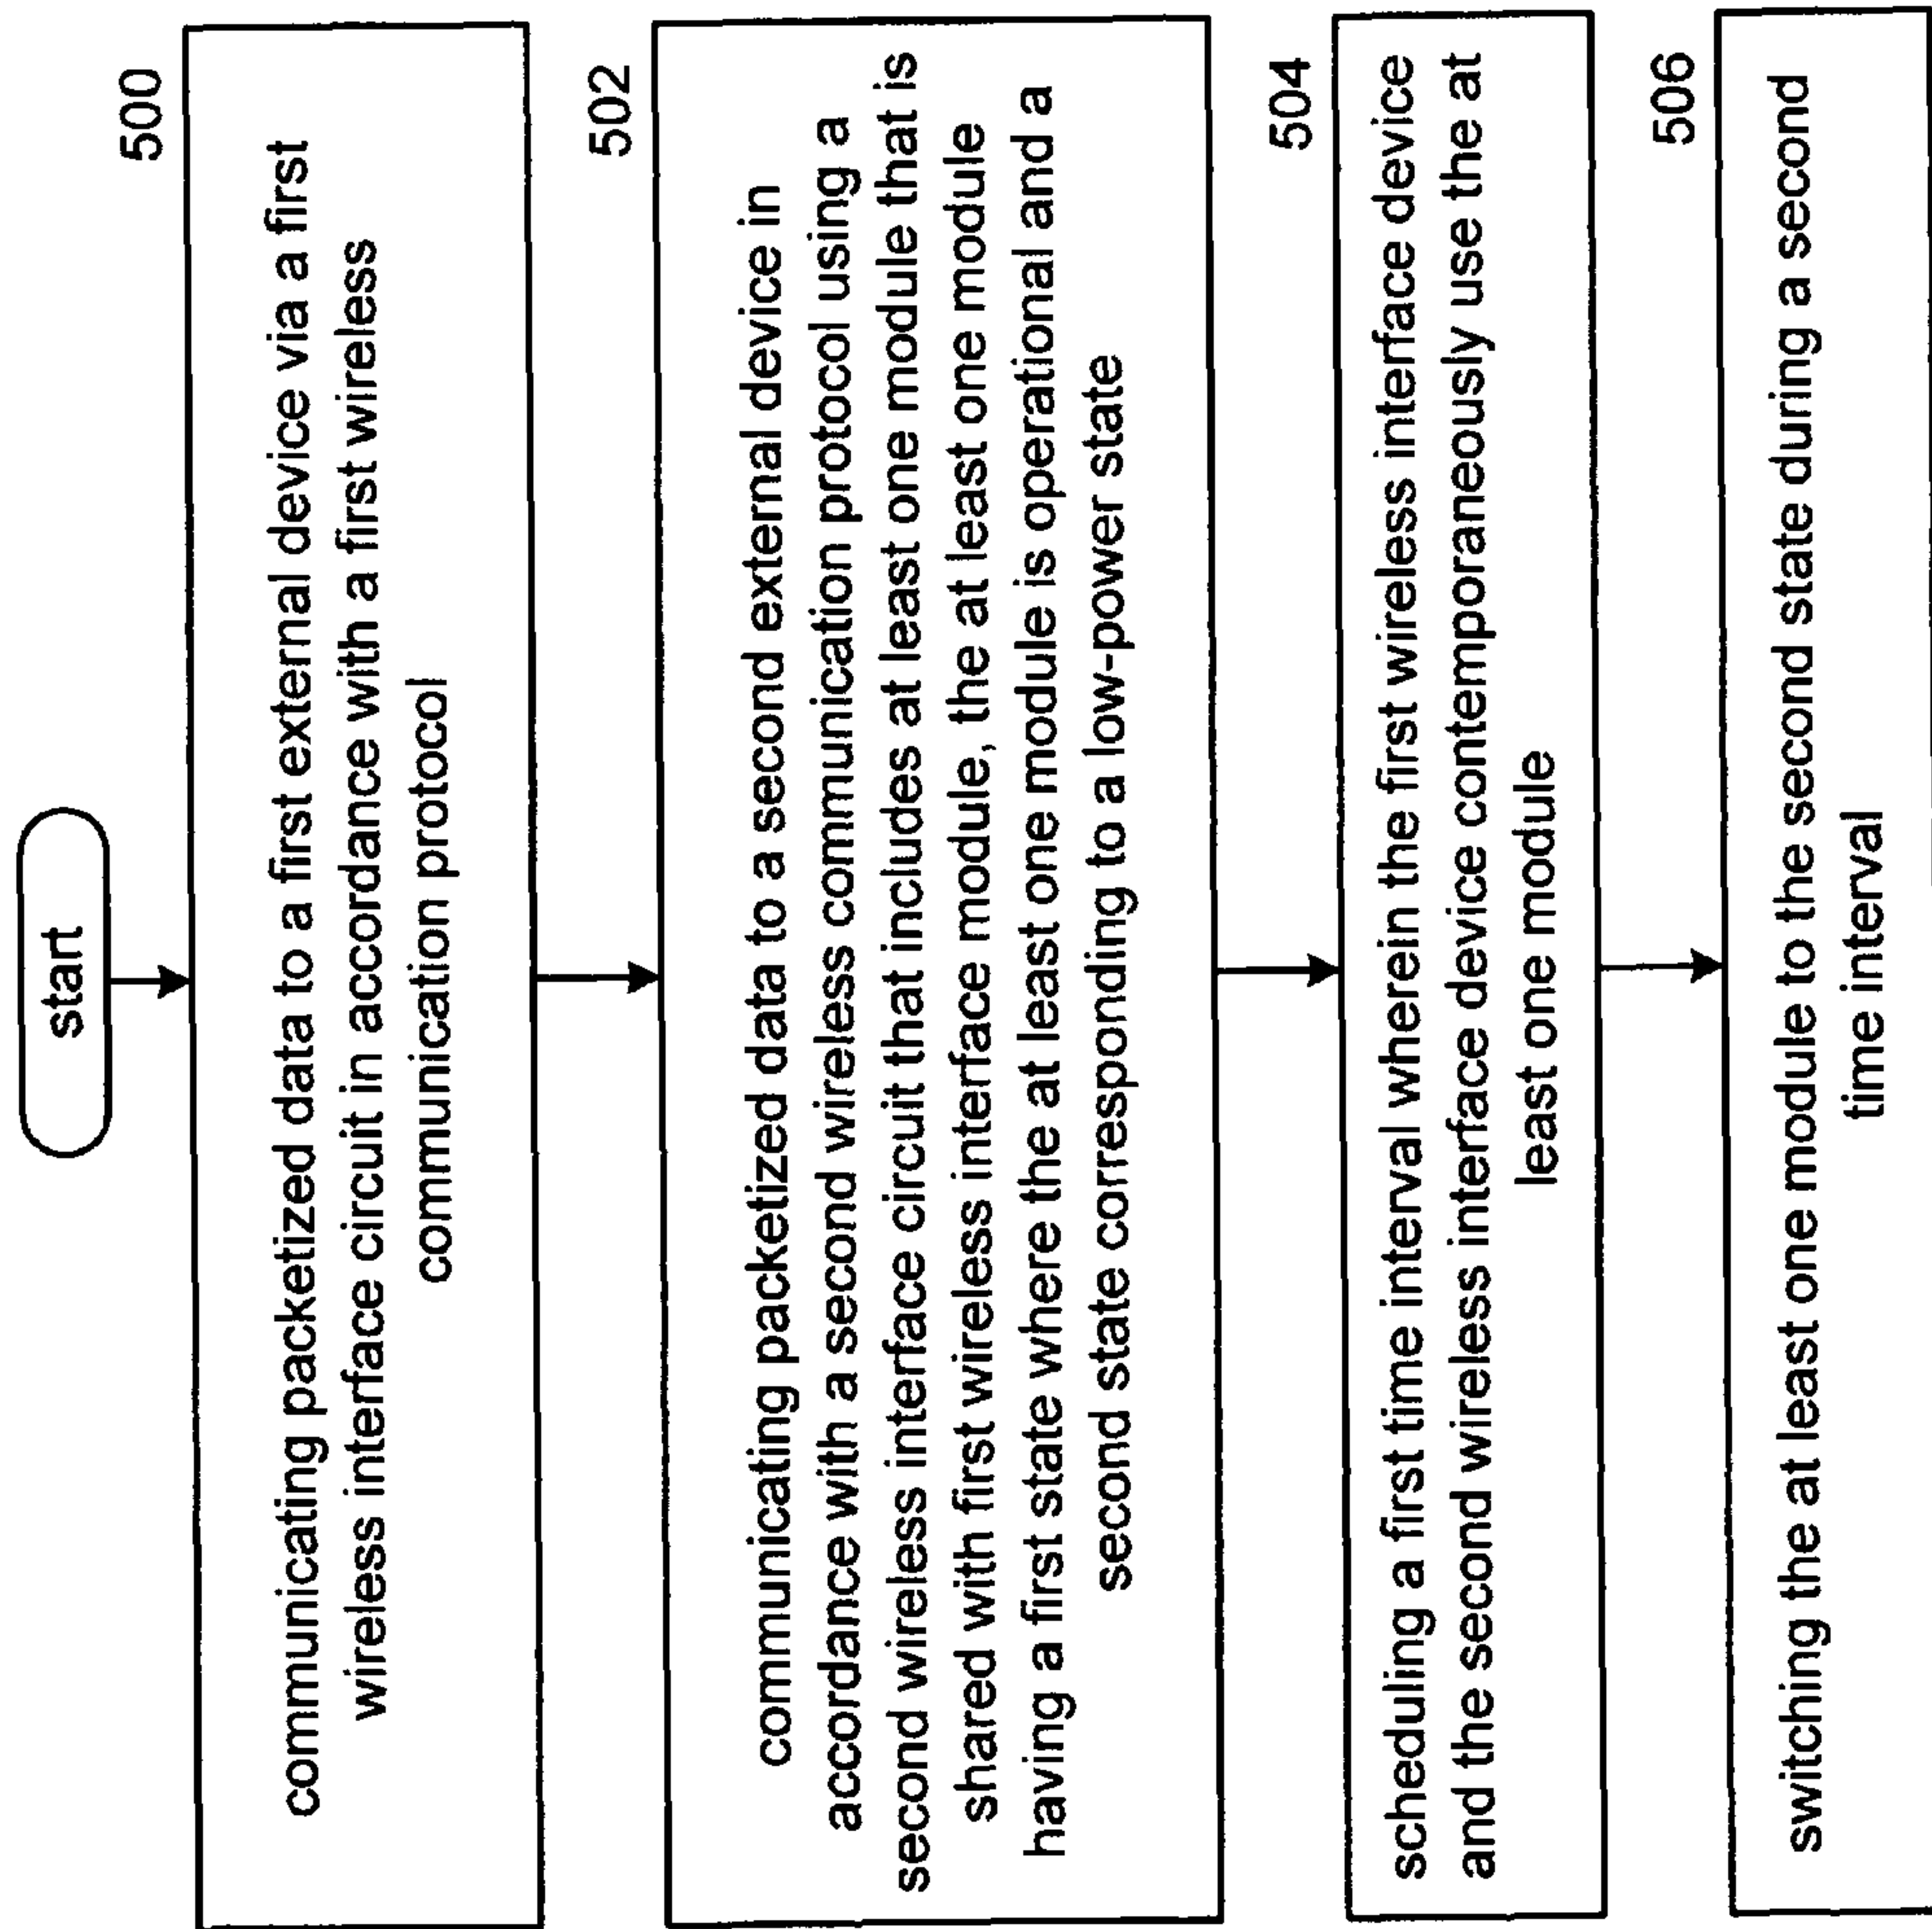 start
500
communicating packetized data to a first external device via a first
wireless interface circuit in accordance with a first wireless
communication protocol
502
communicating packetized data to a second external device in
accordance with a second wireless communication protocol using a
second wireless interface circuit that includes at least one module that is
shared with first wireless interface module, the at least one module
having a first state where the at least one module is operational and a
second state corresponding to a low-power state
504
scheduling a first time interval wherein the first wireless interface device
and the second wireless interface device contemporaneously use the at
least one module
506
switching the at least one module to the second state during a second
time interval